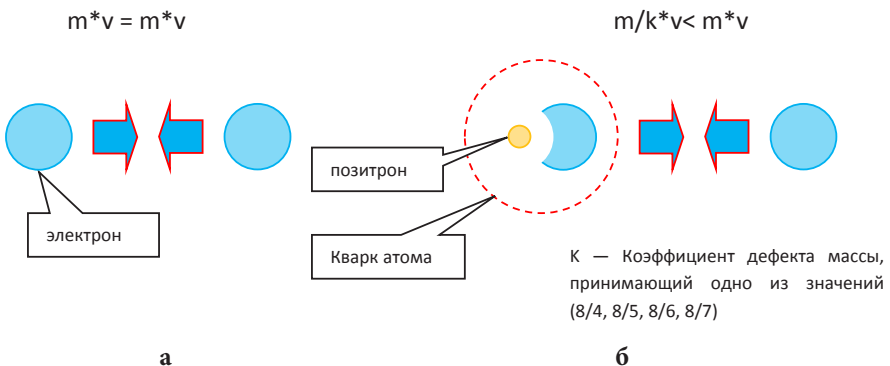 m*v = m*v
m/k*v< m*v
позитрон
электрон
Кварк атома
K — Коэффициент дефекта массы,
принимающий одно из значений
(8/4, 8/5, 8/6, 8/7)
а
б